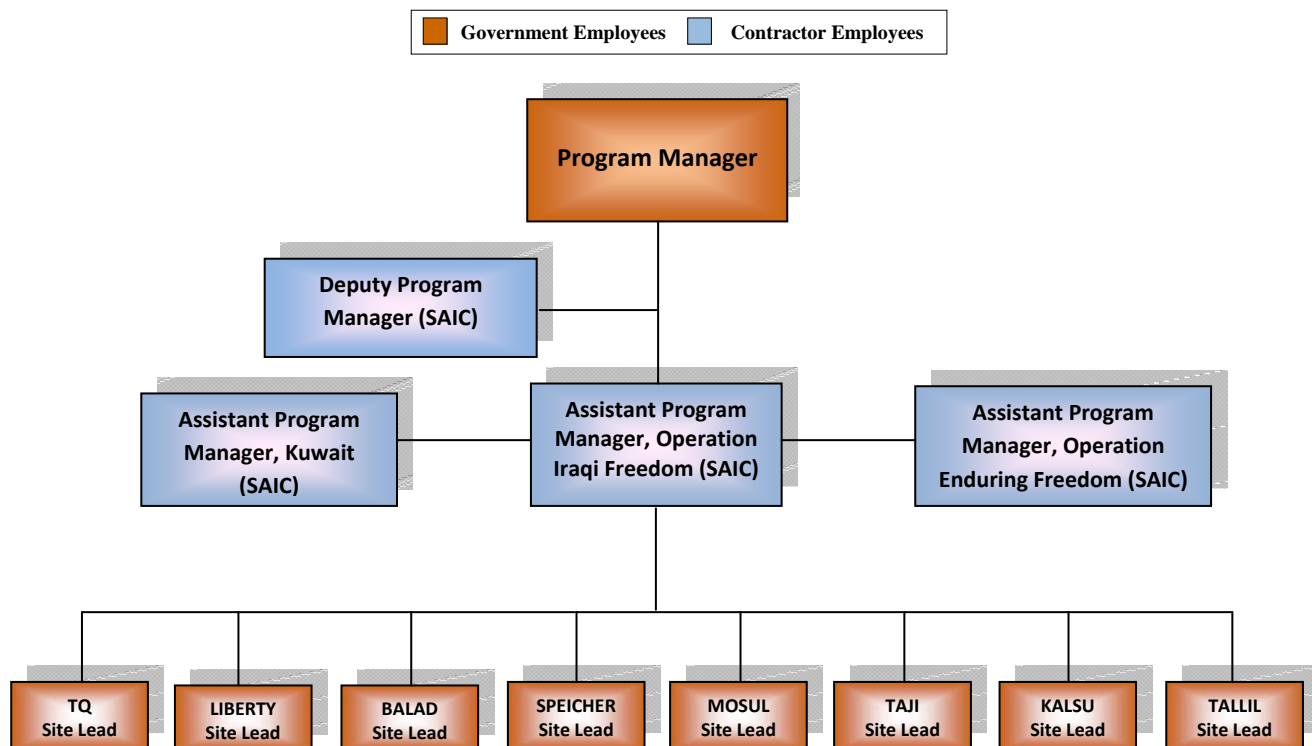 Government Employees Contractor Employees
Program Manager
Deputy Program
Manager (SAIC)
Assistant Program
Manager, Kuwait
(SAIC)
Assistant Program
Manager, Operation
Iraqi Freedom (SAIC)
Assistant Program
Manager, Operation
Enduring Freedom (SAIC)
TQ
Site Lead
LIBERTY
Site Lead
BALAD
Site Lead
SPEICHER
Site Lead
MOSUL
Site Lead
TAJI
Site Lead
KALSU
Site Lead
TALLIL
Site Lead